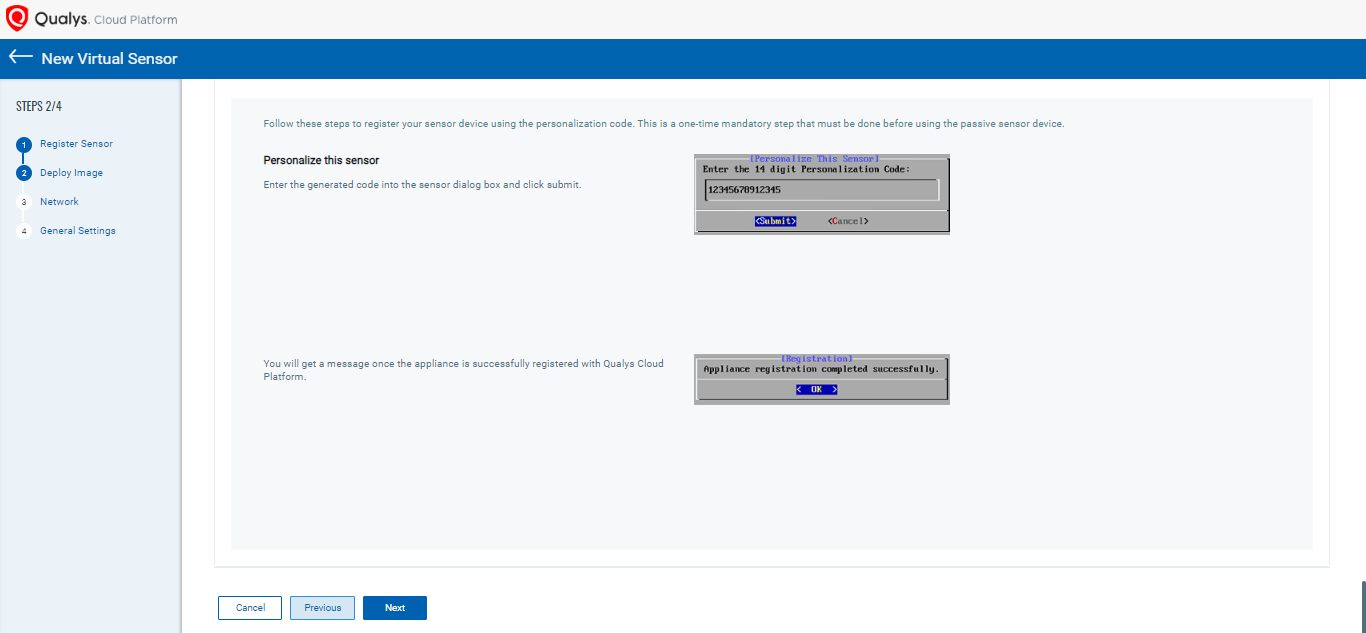 Qualys. Cloud Platform
New Virtual Sensor
STEPS 2/4
1 Register Sensor
2 Deploy Image
3 Network
4 General Settings
Follow these steps to register your sensor device using the personalization code. This is a one-time mandatory step that must be done before using the passive sensor device.
Personalize this sensor
Enter the generated code into the sensor dialog box and click submit.
[Personalize This Sensor]
Enter the 14 digit Personalization Code:
12345678912345
<Submit> <Cancel>
You will get a message once the appliance is successfully registered with Qualys Cloud
Platform.
[Registration]
Appliance registration completed successfully.
< OK >
Cancel Previous Next